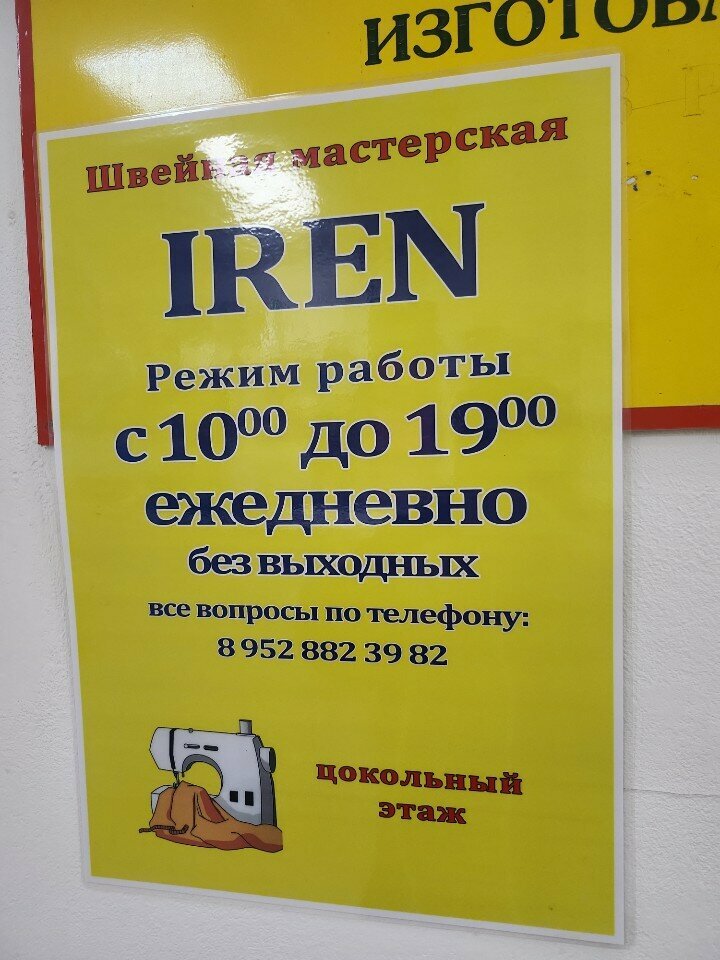 Швейная мастерская
IREN
Режим работы
с 10⁰⁰ до 19⁰⁰
ежедневно
без выходных
все вопросы по телефону:
8 952 882 39 82
цокольный
этаж